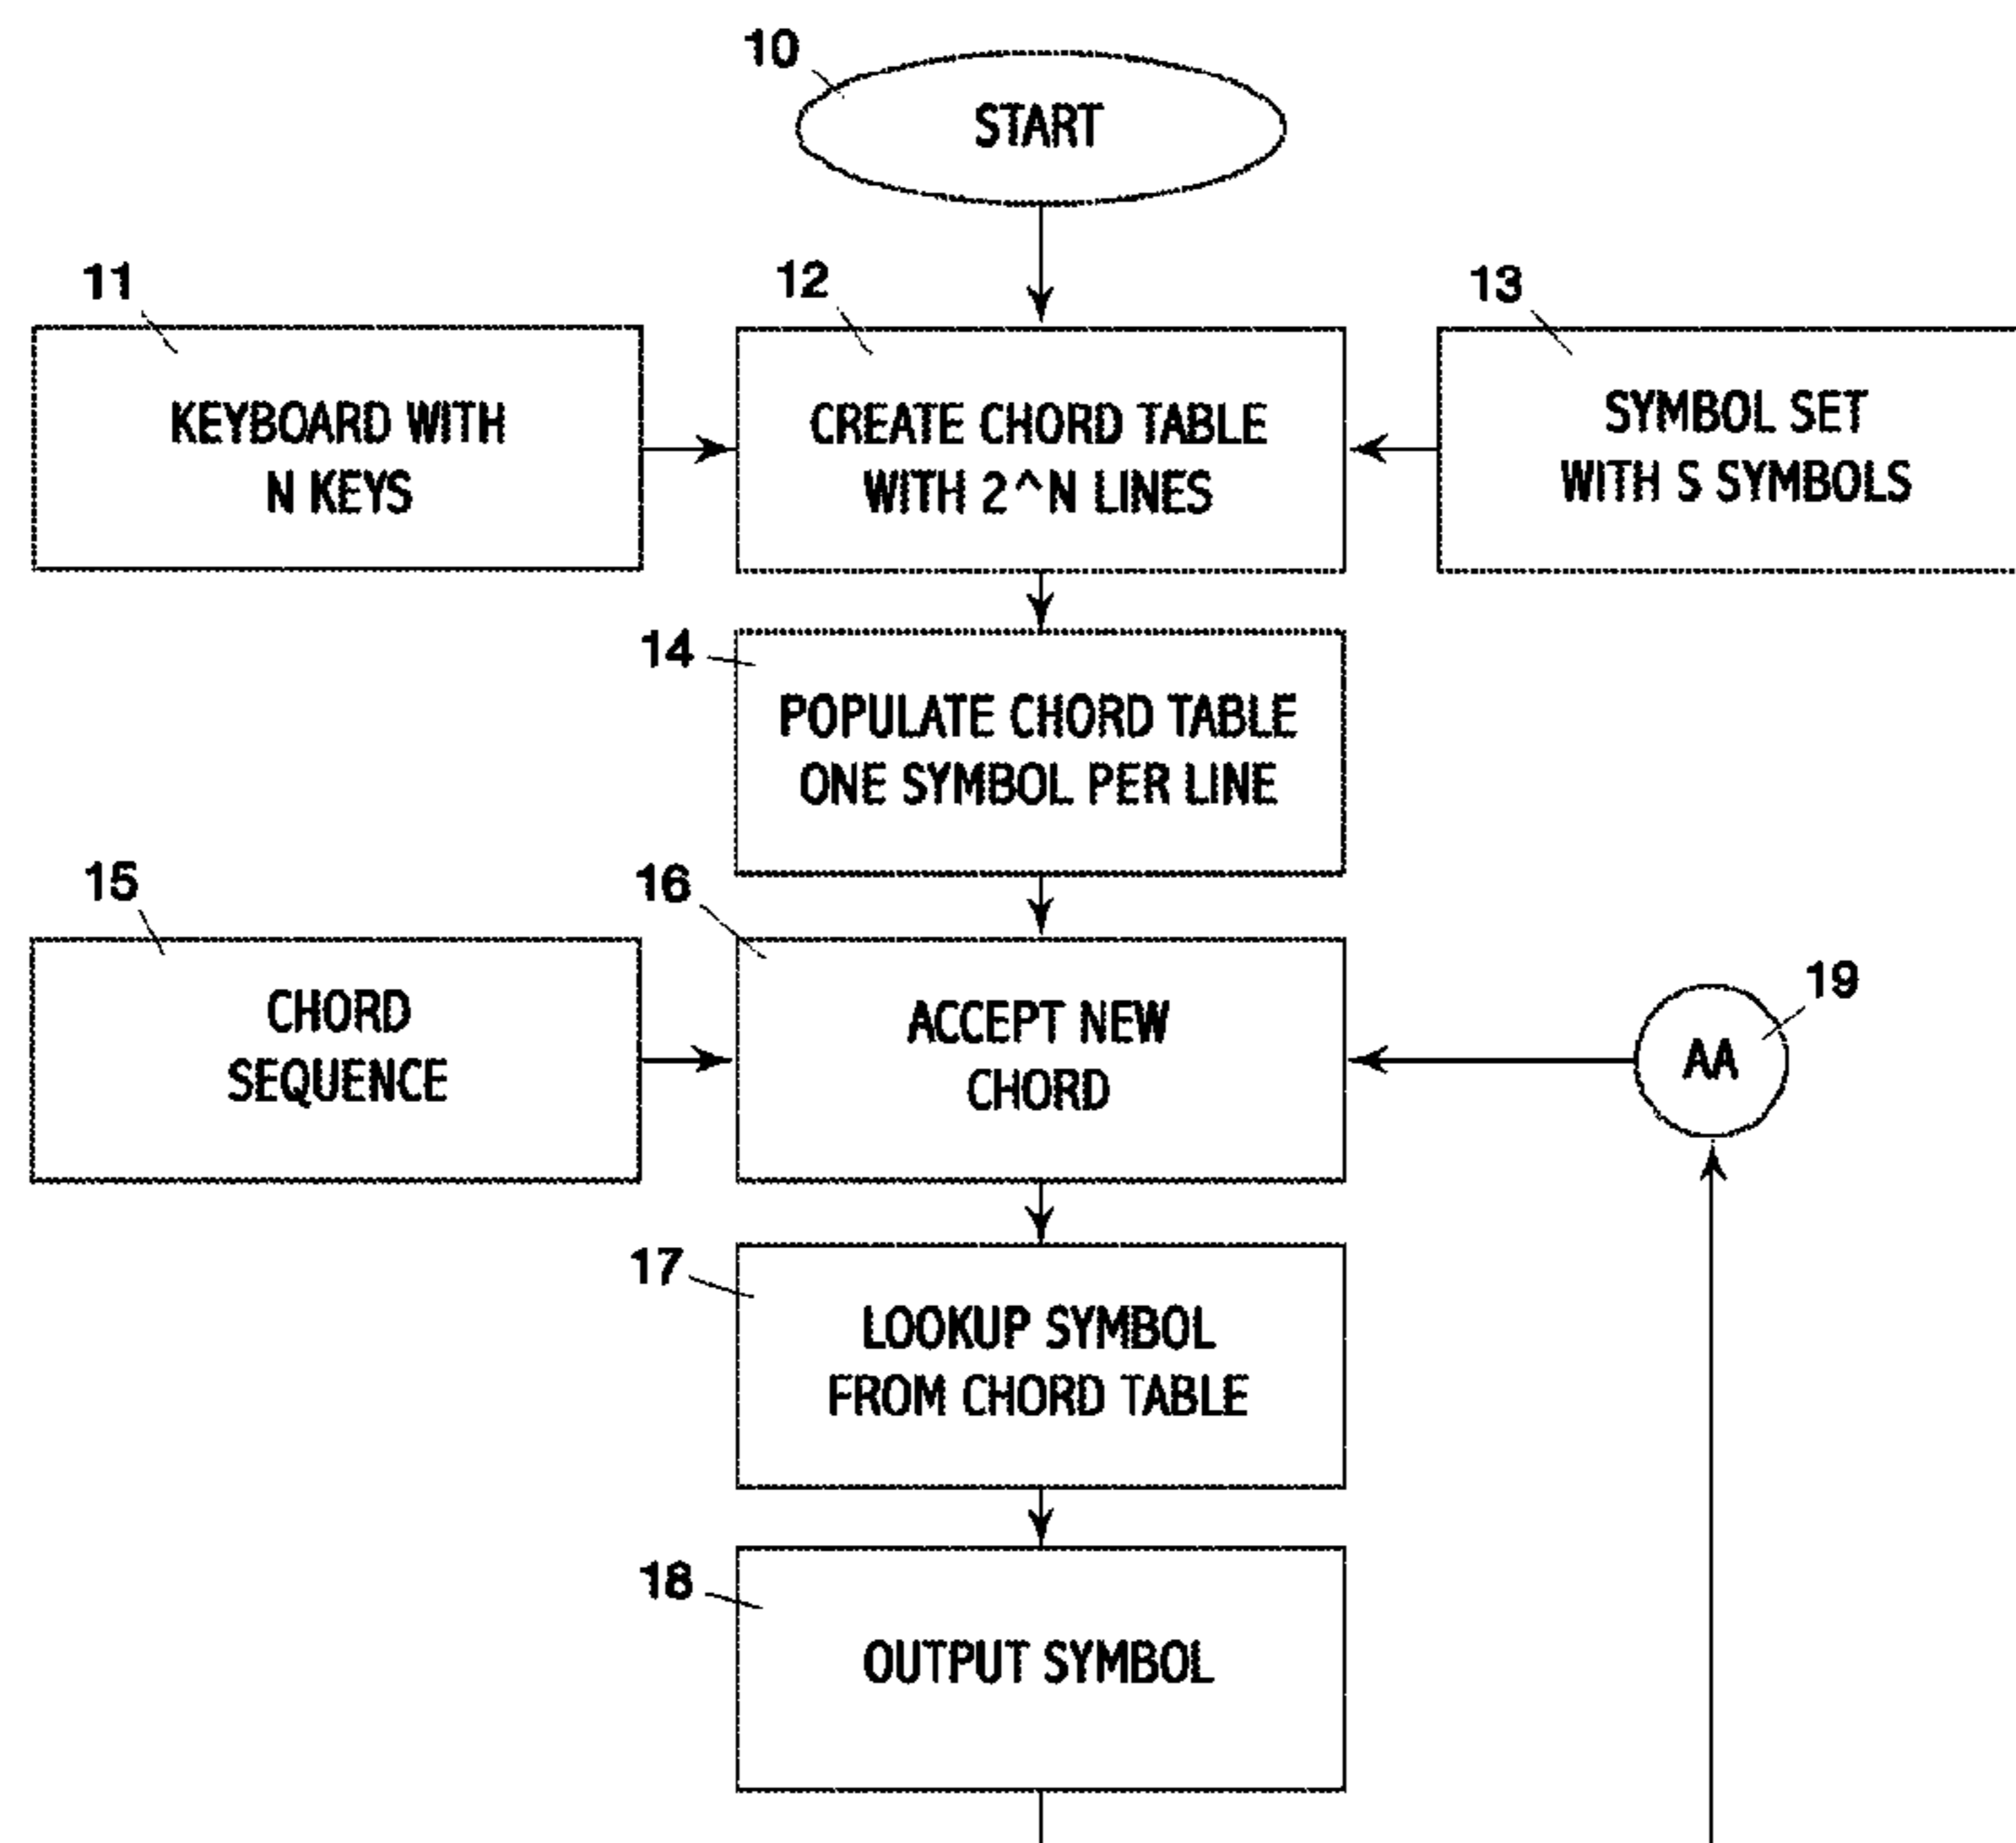 10
START
11
KEYBOARD WITH
N KEYS
12
CREATE CHORD TABLE
WITH 2^N LINES
13
SYMBOL SET
WITH S SYMBOLS
14
POPULATE CHORD TABLE
ONE SYMBOL PER LINE
15
CHORD
SEQUENCE
16
ACCEPT NEW
CHORD
19
AA
17
LOOKUP SYMBOL
FROM CHORD TABLE
18
OUTPUT SYMBOL